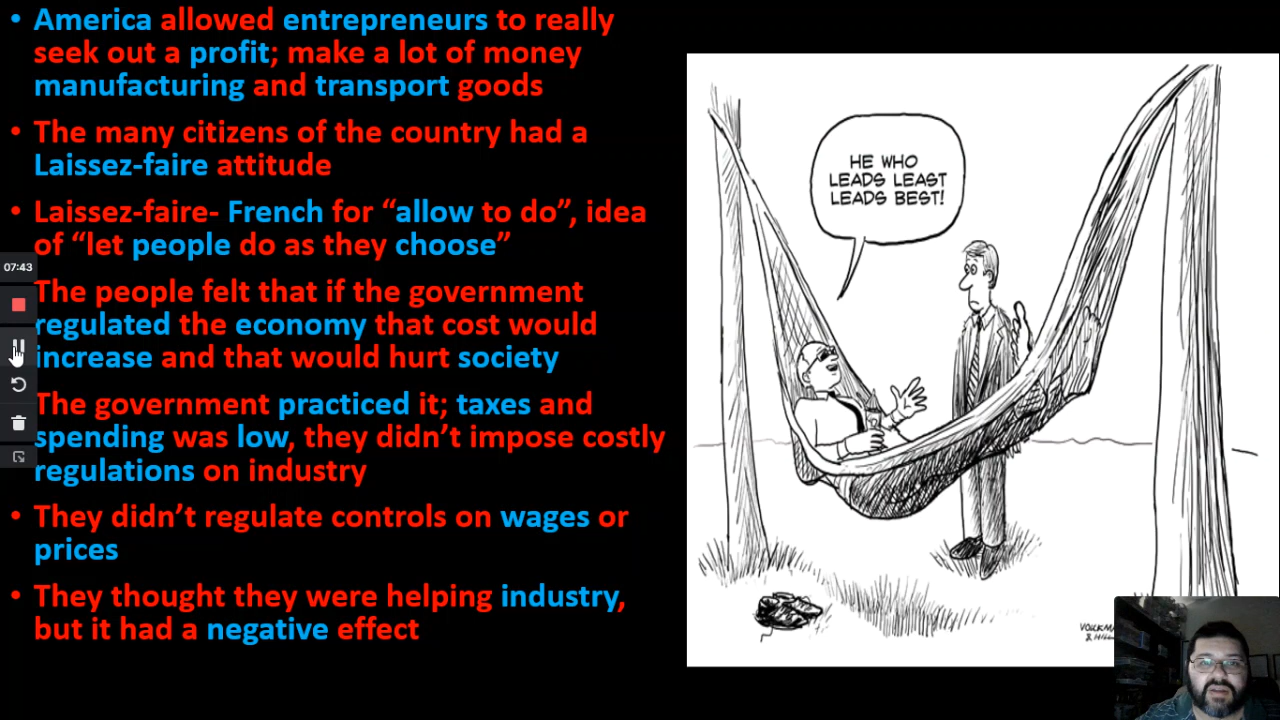 • America allowed entrepreneurs to really
seek out a profit; make a lot of money
manufacturing and transport goods
• The many citizens of the country had a
Laissez-faire attitude
• Laissez-faire- French for “allow to do”, idea
of “let people do as they choose”
The people felt that if the government
regulated the economy that cost would
increase and that would hurt society
The government practiced it; taxes and
spending was low, they didn’t impose costly
regulations on industry
• They didn’t regulate controls on wages or
prices
• They thought they were helping industry,
but it had a negative effect
07:43
HE WHO
LEADS LEAST
LEADS BEST!